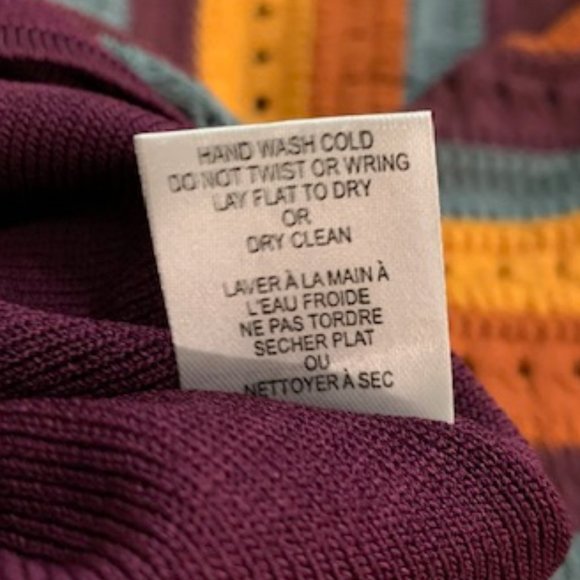 HAND WASH COLD
DO NOT TWIST OR WRING
LAY FLAT TO DRY
OR
DRY CLEAN
LAVER À LA MAIN À
L'EAU FROIDE
NE PAS TORDRE
SECHER PLAT
OU
NETTOYER À SEC